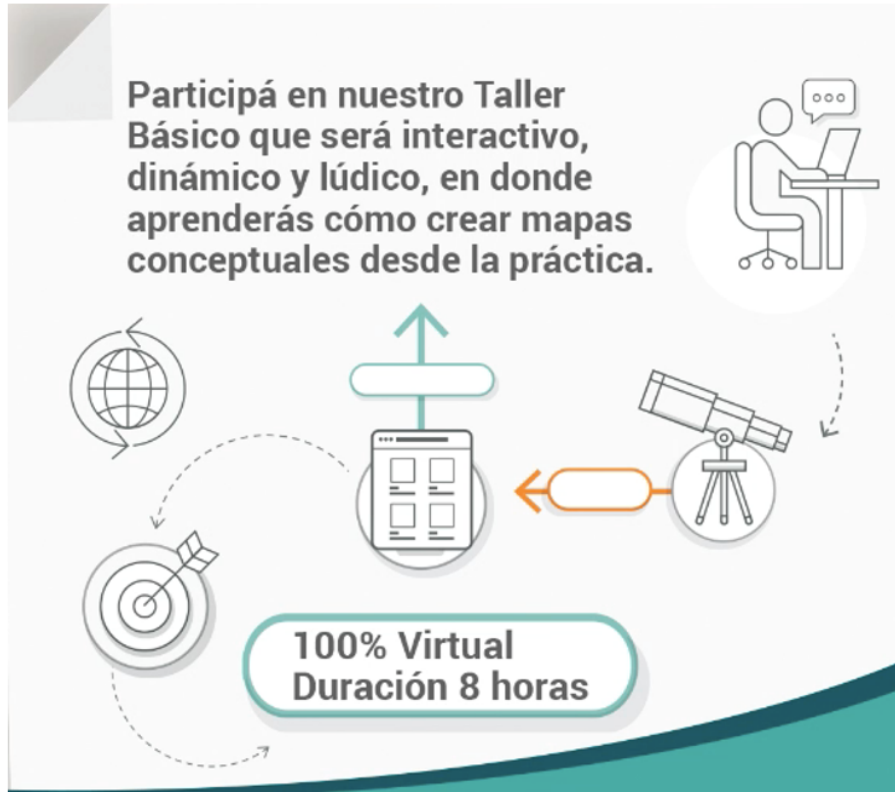 Participá en nuestro Taller
Básico que será interactivo,
dinámico y lúdico, en donde
aprenderás cómo crear mapas
conceptuales desde la práctica.
100% Virtual
Duración 8 horas